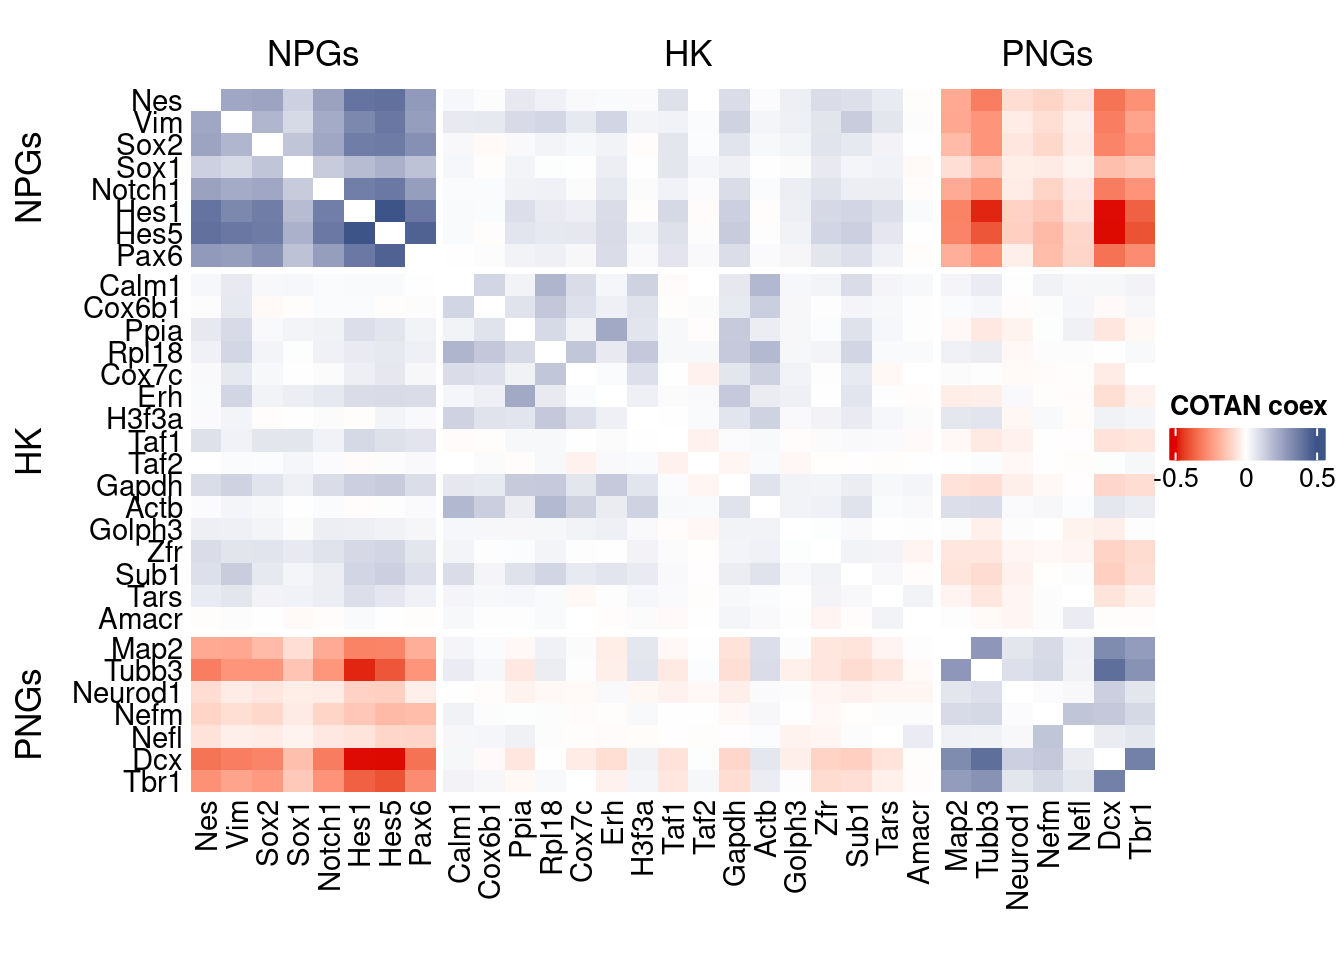 NPGs HK PNGs
NPGs
HK
PNGs
Nes
Vim
Sox2
Sox1
Notch1
Hes1
Hes5
Pax6
Calm1
Cox6b1
Ppia
Rpl18
Cox7c
Erh
H3f3a
Taf1
Taf2
Gapdh
Actb
Golph3
Zfr
Sub1
Tars
Amacr
Map2
Tubb3
Neurod1
Nefm
Nefl
Dcx
Tbr1
COTAN coex
-0.5 0 0.5
Nes Vim Sox2 Sox1 Notch1 Hes1 Hes5 Pax6 Calm1 Cox6b1 Ppia Rpl18 Cox7c Erh H3f3a Taf1 Taf2 Gapdh Actb Golph3 Zfr Sub1 Tars Amacr Map2 Tubb3 Neurod1 Nefm Nefl Dcx Tbr1